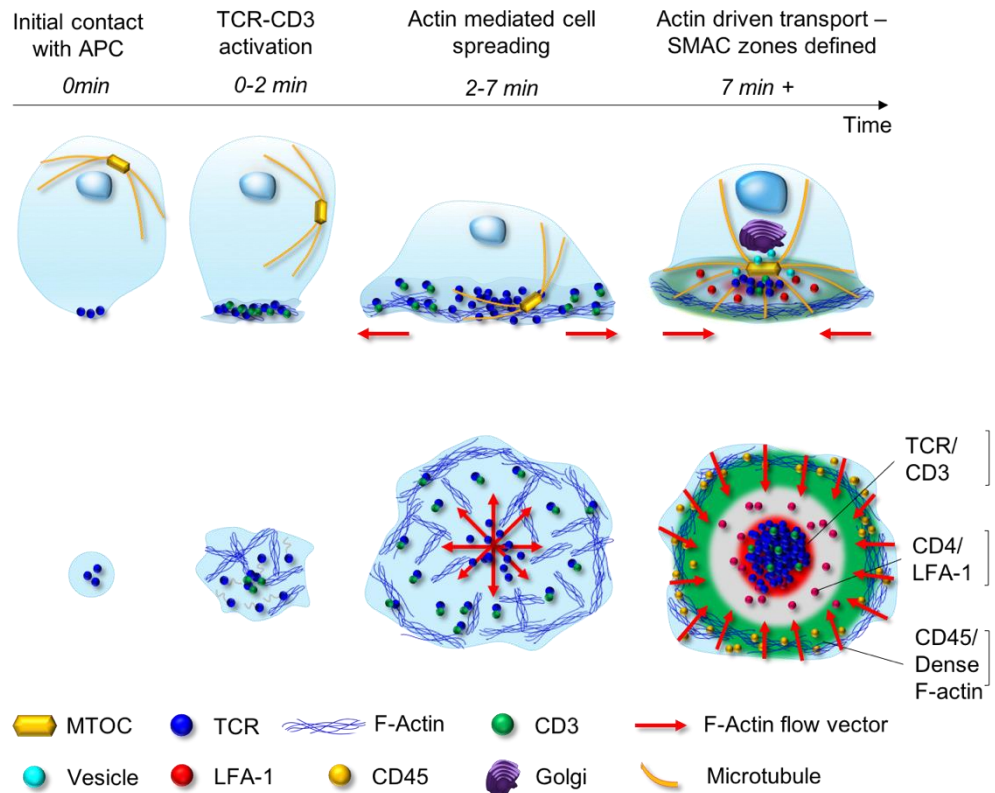 Initial contact
with APC
0min
TCR-CD3
activation
0-2 min
Actin mediated cell
spreading
2-7 min
Actin driven transport –
SMAC zones defined
7 min +
Time
TCR/
CD3
CD4/
LFA-1
CD45/
Dense
F-actin
MTOC
TCR
F-Actin
CD3
F-Actin flow vector
Vesicle
LFA-1
CD45
Golgi
Microtubule